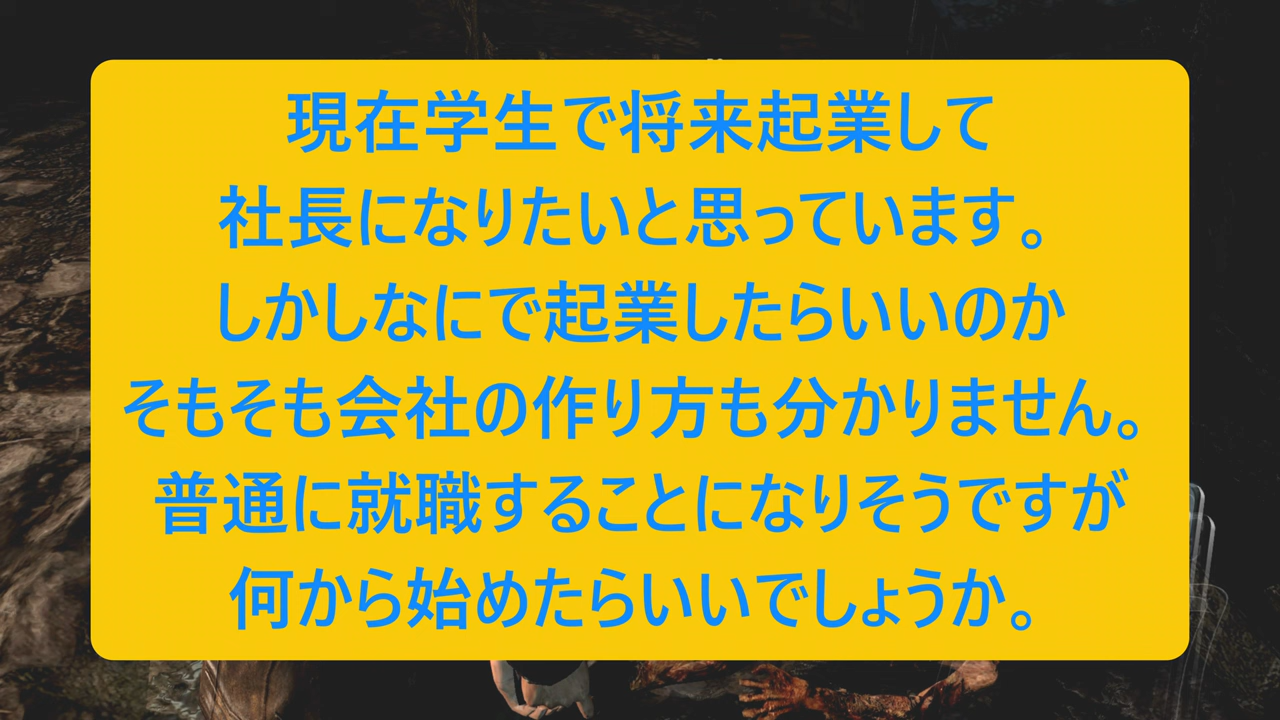 現在学生で将来起業して
社長になりたいと思っています。
しかしなにで起業したらいいのか
そもそも会社の作り方も分かりません。
普通に就職することになりそうですが
何から始めたらいいでしょうか。